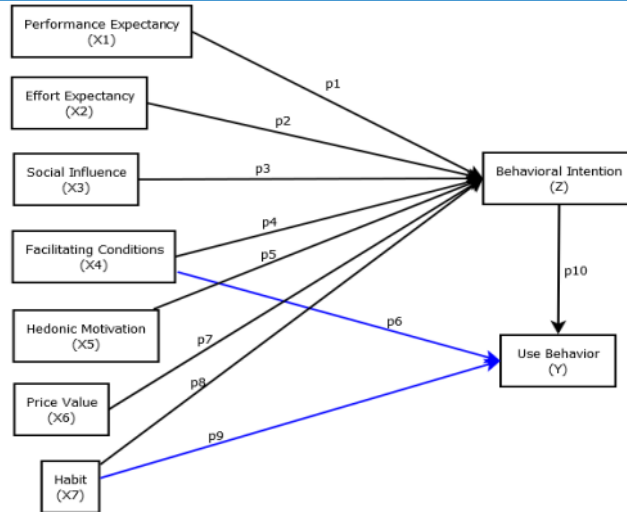 Performance Expectancy
(X1)
p1
Effort Expectancy
(X2)
p2
Social Influence
(X3)
p3
Behavioral Intention
(Z)
Facilitating Conditions
(X4)
p4
p5
p10
Hedonic Motivation
(X5)
p6
p7
Use Behavior
(Y)
Price Value
(X6)
p8
p9
Habit
(X7)